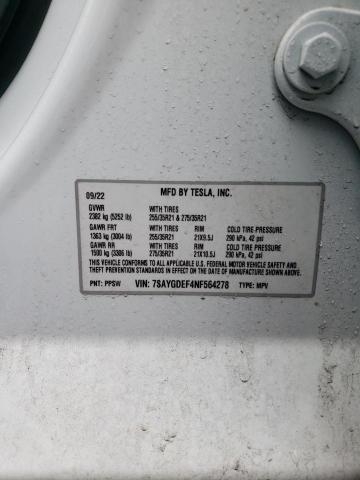 09/22 MFD BY TESLA, INC.
GVWR WITH TIRES
2382 kg (5252 lb) 255/35R21 & 275/35R21
GAWR FRT WITH TIRES RIM COLD TIRE PRESSURE
1363 kg (3004 lb) 255/35R21 21X9.5J 290 kPa, 42 psi
GAWR RR WITH TIRES RIM COLD TIRE PRESSURE
1500 kg (3306 lb) 275/35R21 21X10.5J 290 kPa, 42 psi
THIS VEHICLE CONFORMS TO ALL APPLICABLE U.S. FEDERAL MOTOR VEHICLE
SAFETY AND THEFT PREVENTION STANDARDS IN EFFECT ON THE DATE OF
MANUFACTURE SHOWN ABOVE.
PNT: PPSW VIN: 7SAYGDEF4NF564278 TYPE: MPV